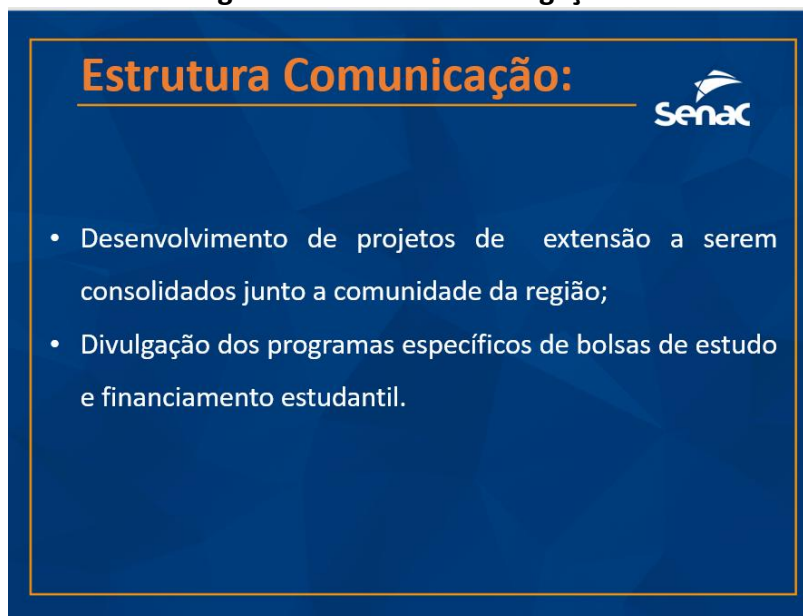 Estrutura Comunicação:
Senac
• Desenvolvimento de projetos de extensão a serem
consolidados junto a comunidade da região;
• Divulgação dos programas específicos de bolsas de estudo
e financiamento estudantil.